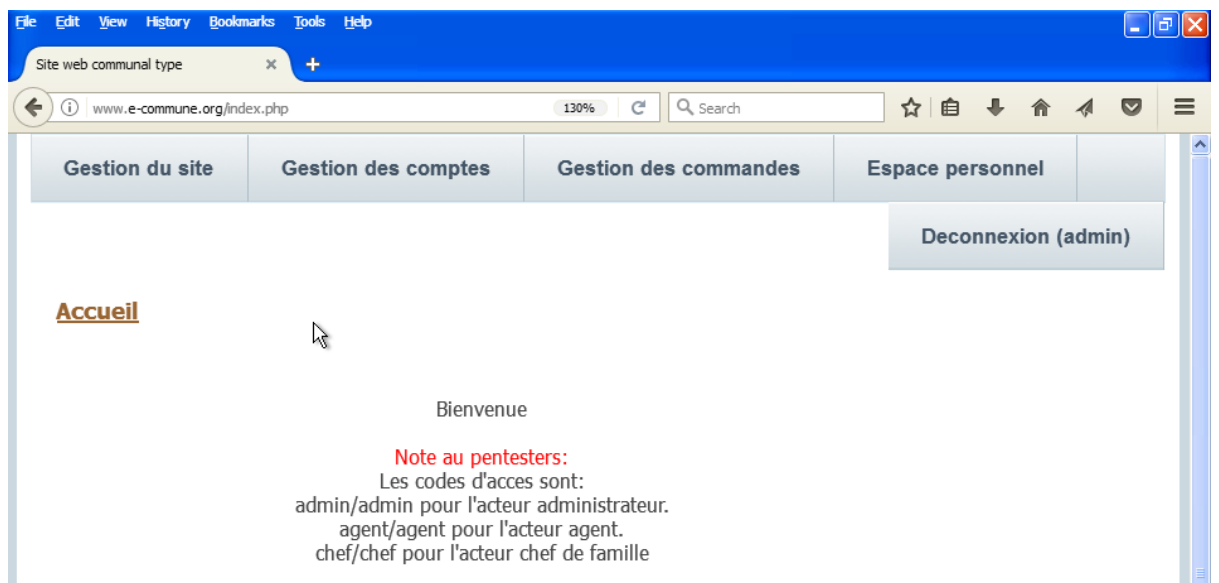 File Edit View History Bookmarks Tools Help
Site web communal type
www.e-commune.org/index.php 130% Search
Gestion du site Gestion des comptes Gestion des commandes Espace personnel
Deconnexion (admin)
Accueil
Bienvenue
Note au pentesters:
Les codes d'acces sont:
admin/admin pour l'acteur administrateur.
agent/agent pour l'acteur agent.
chef/chef pour l'acteur chef de famille